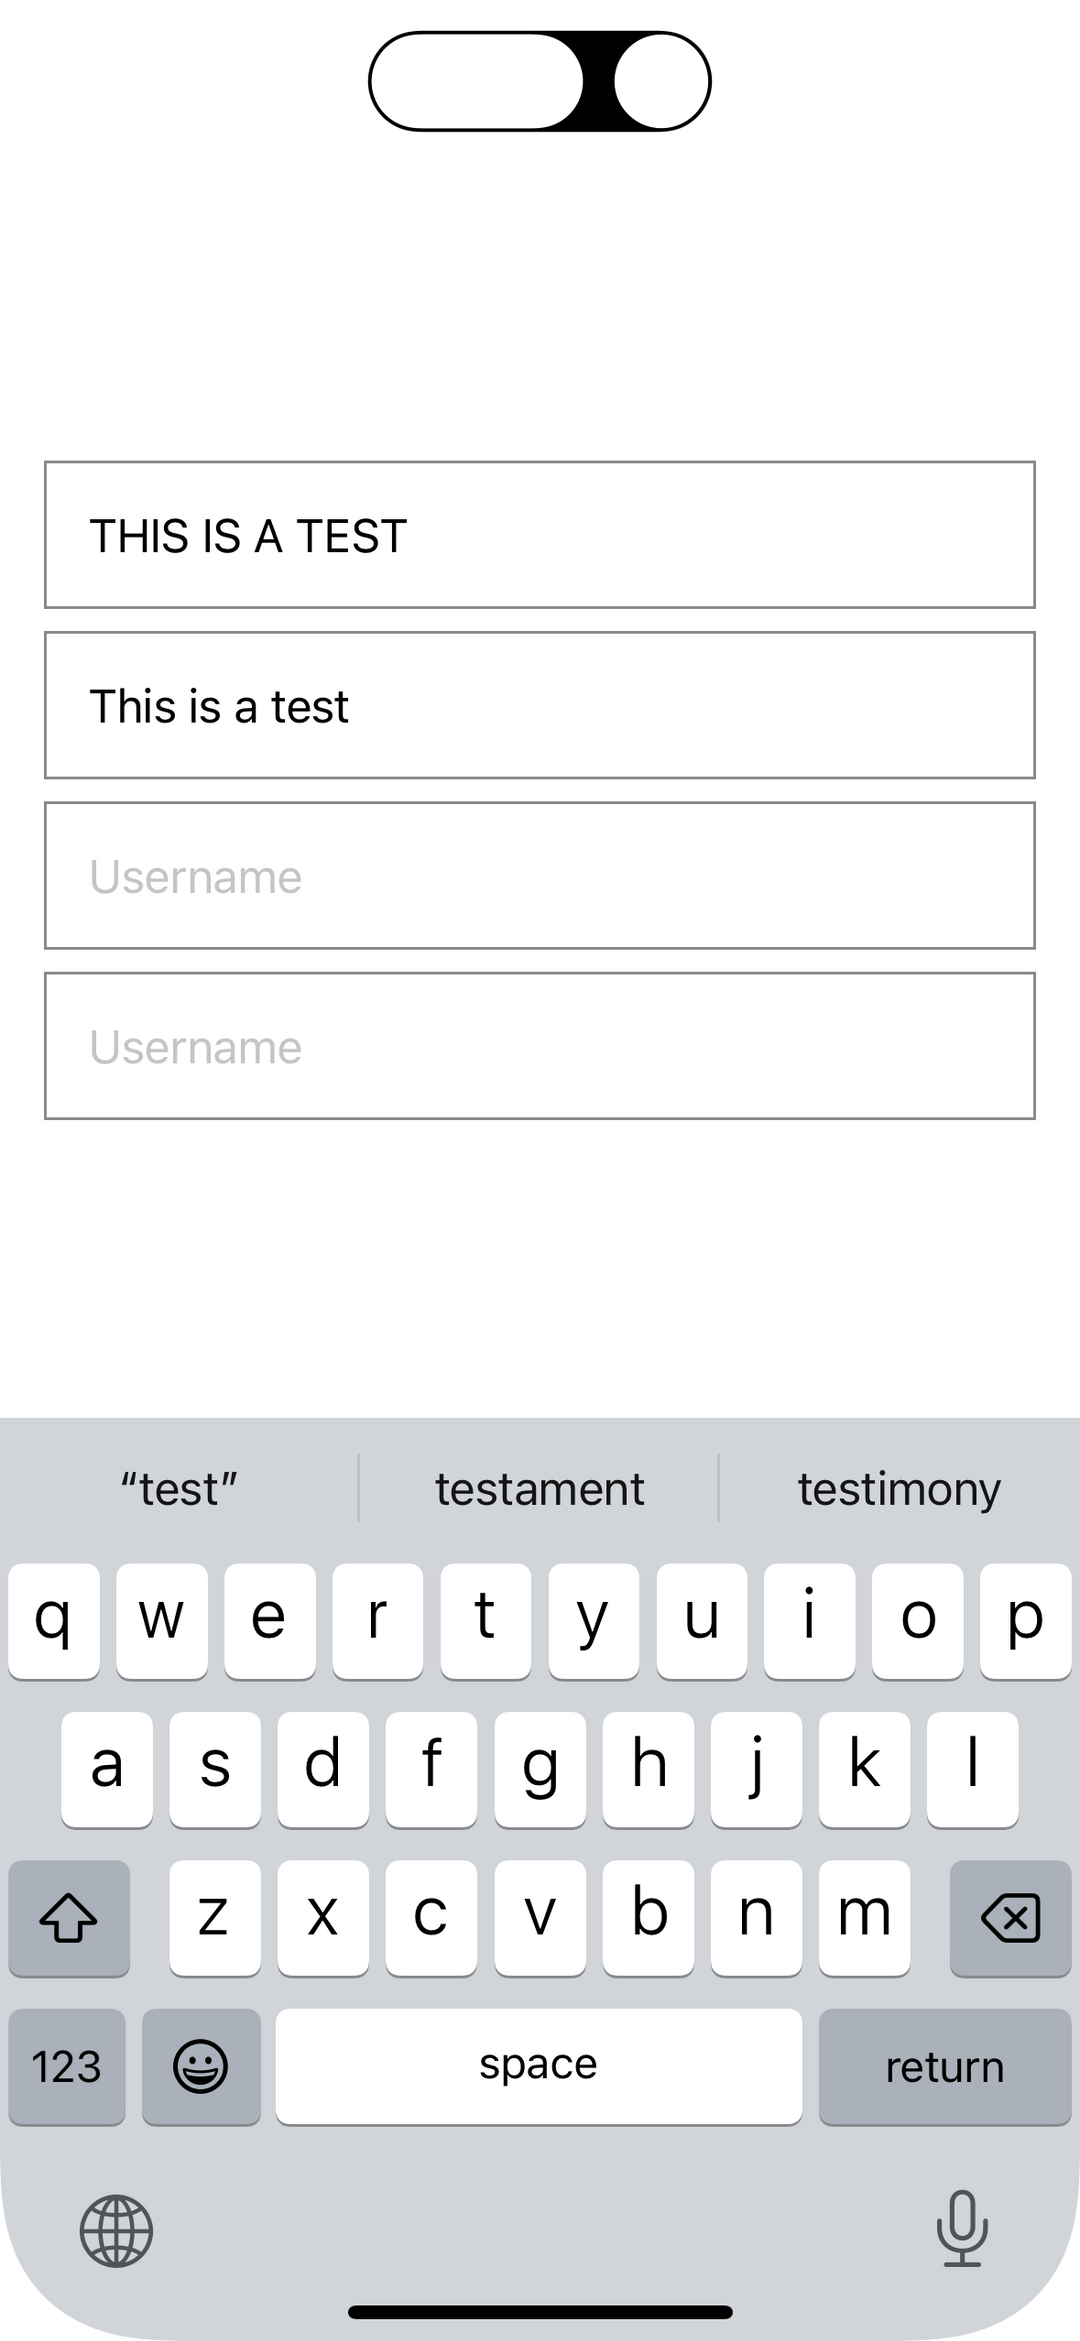 THIS IS A TEST
This is a test
Username
Username
“test” testament testimony
q w e r t y u i o p
a s d f g h j k l
z x c v b n m
123 space return